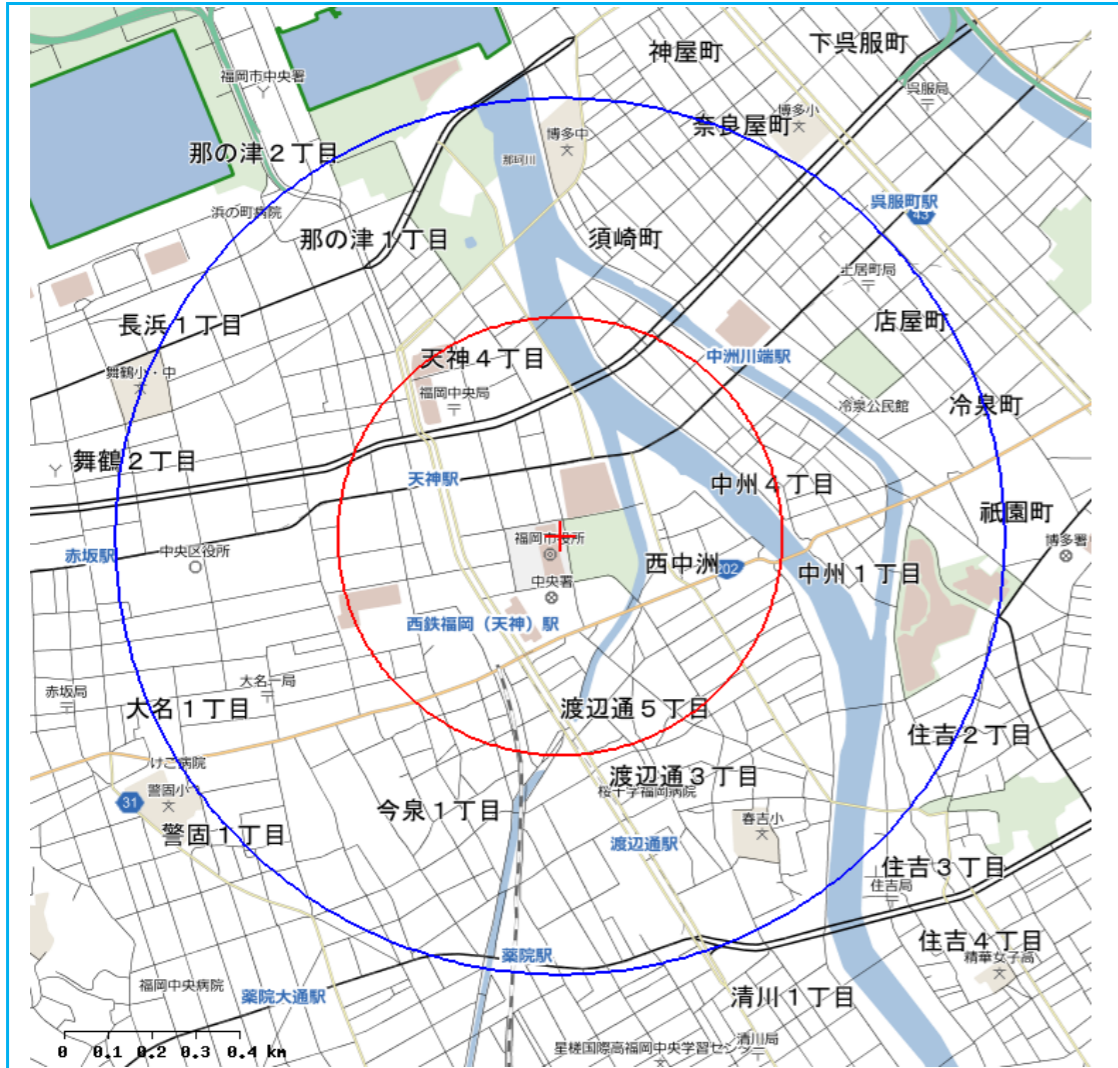 下呉服町
神屋町
福岡市中央署
呉服局
博多小
奈良屋町
博多中
那の津2丁目
那珂川
呉服町駅
43
浜の町病院
那の津1丁目
須崎町
土居町局
長浜1丁目
店屋町
中洲川端駅
天神4丁目
舞鶴小・中
福岡中央局
冷泉公民館
冷泉町
舞鶴2丁目
天神駅
中州4丁目
祇園町
福岡市役所
博多署
赤坂駅
中央区役所
西中洲
202
中州1丁目
中央署
西鉄福岡（天神）駅
大名一局
赤坂局
大名1丁目
渡辺通5丁目
住吉2丁目
けご病院
渡辺通3丁目
警固小
桜十字福岡病院
31
今泉1丁目
春吉小
警固1丁目
渡辺通駅
住吉3丁目
住吉局
住吉4丁目
薬院駅
精華女子高
福岡中央病院
薬院大通駅
清川1丁目
清川局
星槎国際高福岡中央学習センター
0 0.1 0.2 0.3 0.4 km